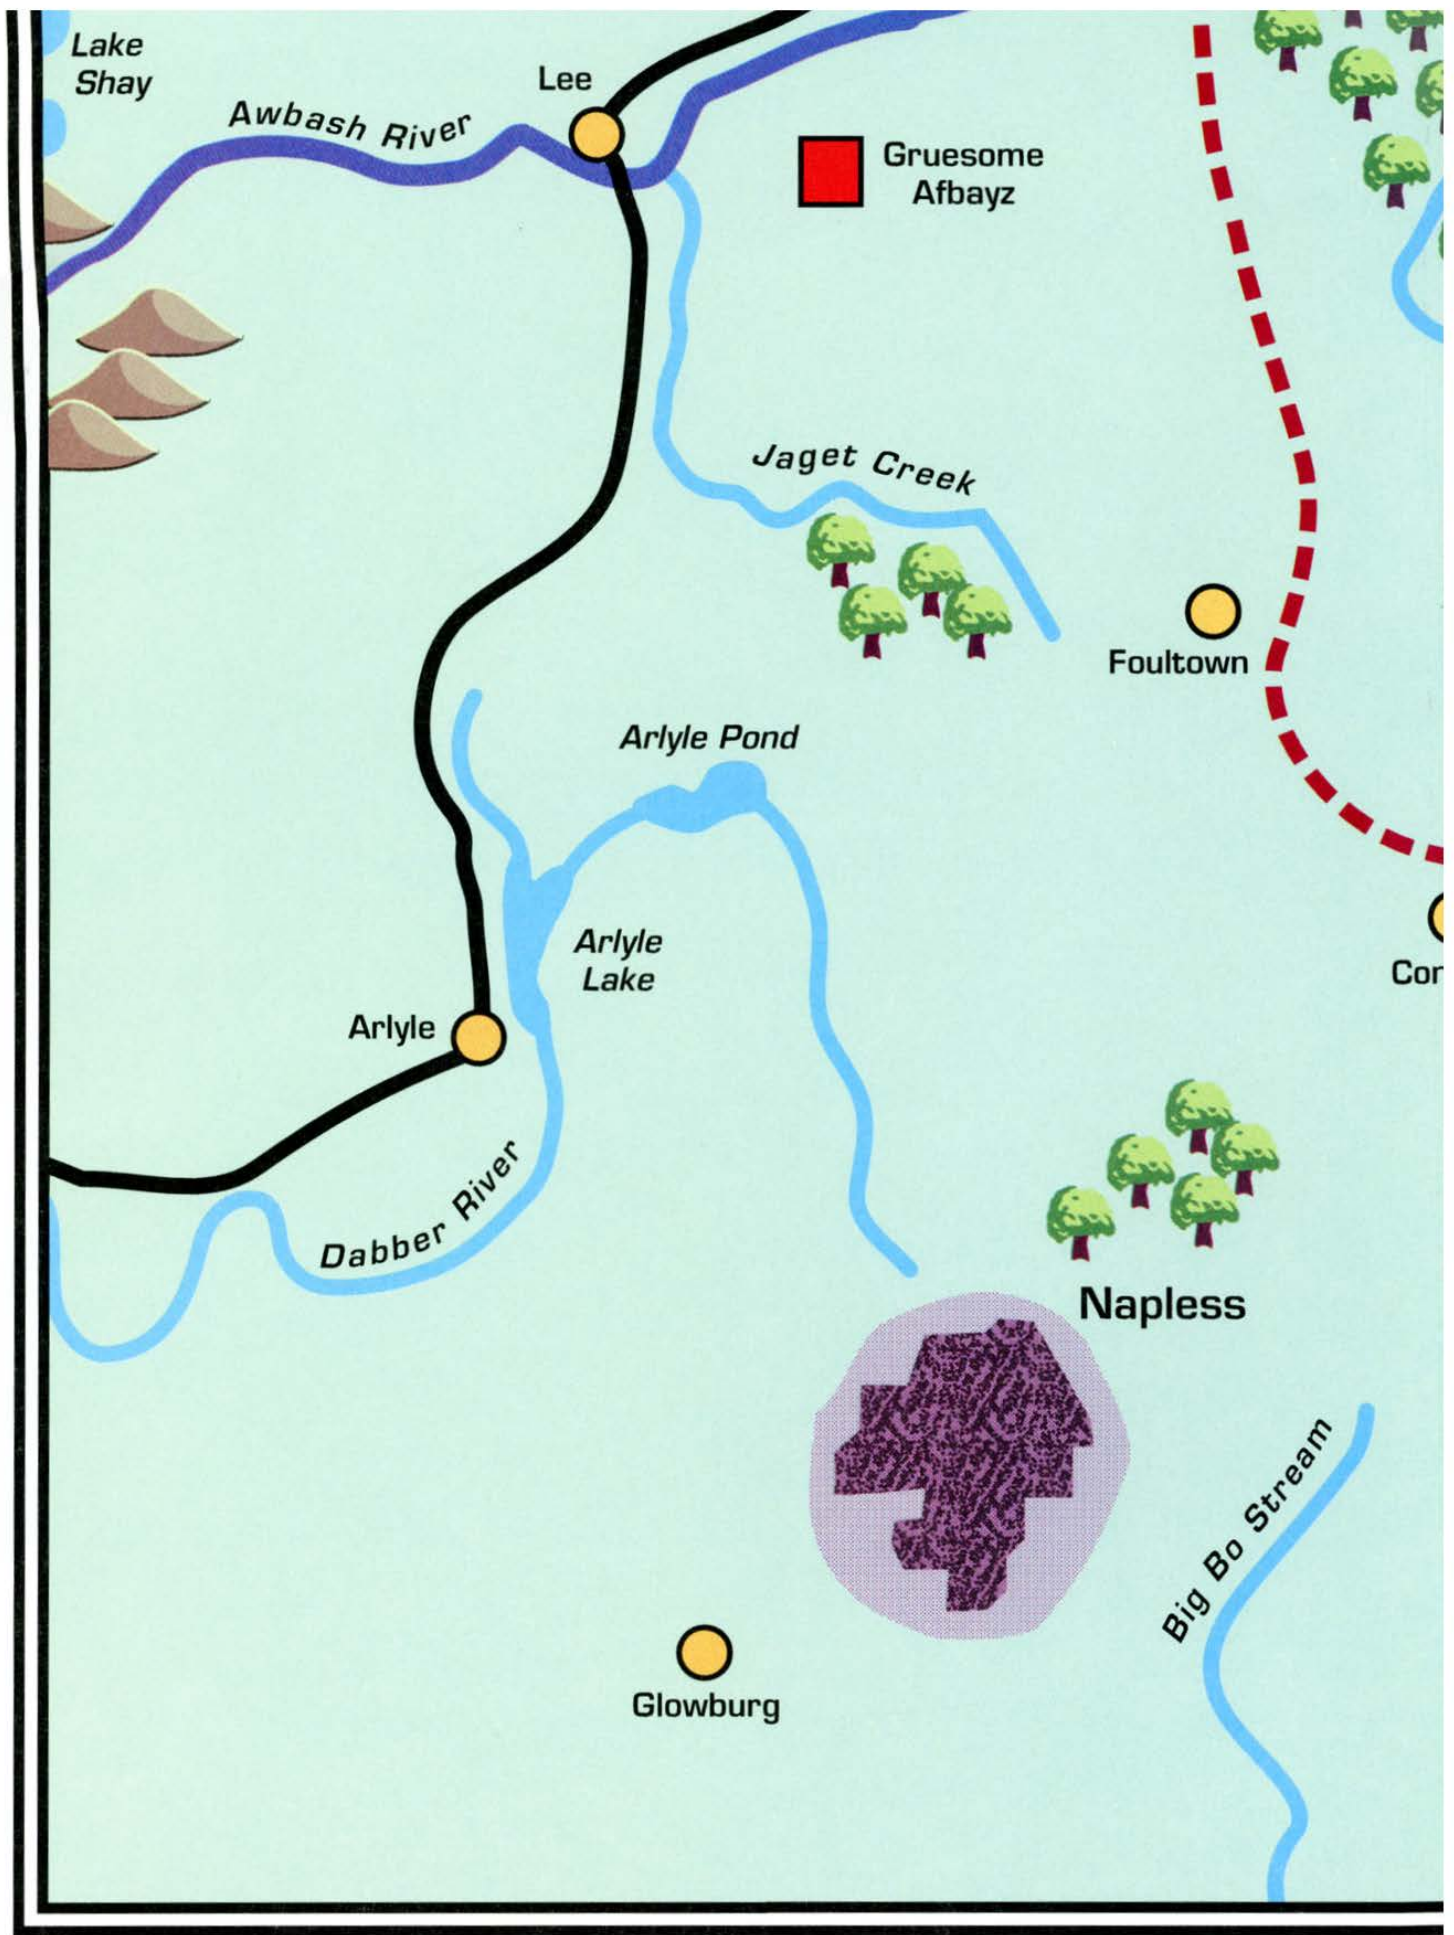 Lake
Shay
Lee
Awbash River
Gruesome
Afbayz
Jaget Creek
Foultown
Arlyle Pond
Arlyle
Lake
Cor
Arlyle
Dabber River
Napless
Big Bo Stream
Glowburg